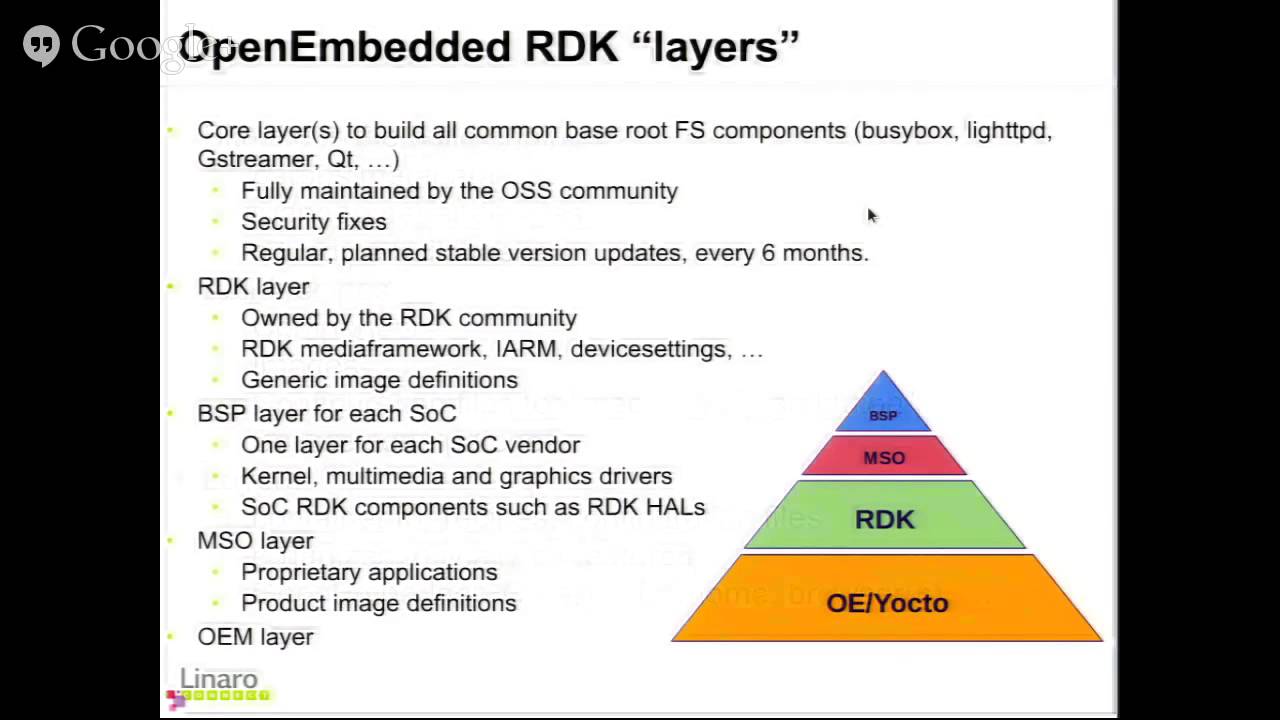 Google+
OpenEmbedded RDK “layers”
Core layer(s) to build all common base root FS components (busybox, lighttpd,
Gstreamer, Qt, …)
Fully maintained by the OSS community
Security fixes
Regular, planned stable version updates, every 6 months.
RDK layer
Owned by the RDK community
RDK mediaframework, IARM, devicesettings, …
Generic image definitions
BSP layer for each SoC
One layer for each SoC vendor
Kernel, multimedia and graphics drivers
SoC RDK components such as RDK HALs
MSO layer
Proprietary applications
Product image definitions
OEM layer
BSP
MSO
RDK
OE/Yocto
Linaro
CONNECT